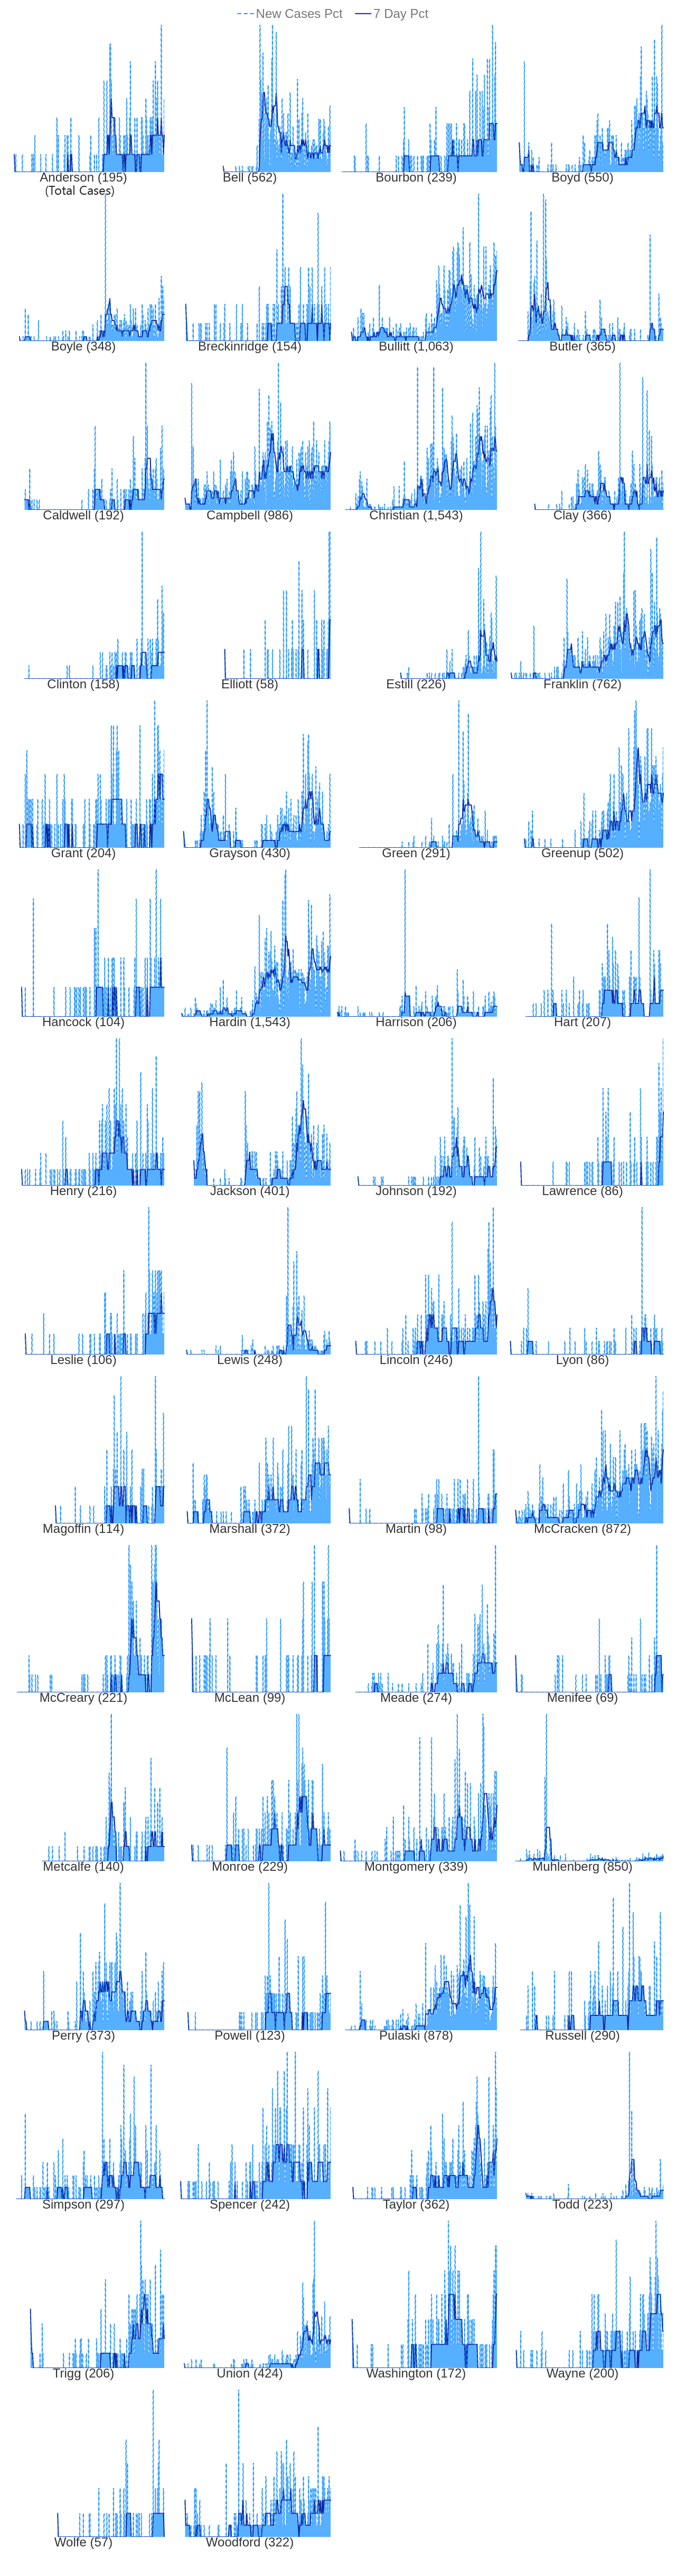 New Cases Pct 7 Day Pct
Anderson (195) Bell (562) Bourbon (239) Boyd (550)
(Total Cases)
Boyle (348) Breckinridge (154) Bullitt (1,063) Butler (365)
Caldwell (192) Campbell (986) Christian (1,543) Clay (366)
Clinton (158) Elliott (58) Estill (226) Franklin (762)
Grant (204) Grayson (430) Green (291) Greenup (502)
Hancock (104) Hardin (1,543) Harrison (206) Hart (207)
Henry (216) Jackson (401) Johnson (192) Lawrence (86)
Leslie (106) Lewis (248) Lincoln (246) Lyon (86)
Magoffin (114) Marshall (372) Martin (98) McCracken (872)
McCreary (221) McLean (99) Meade (274) Menifee (69)
Metcalfe (140) Monroe (229) Montgomery (339) Muhlenberg (850)
Perry (373) Powell (123) Pulaski (878) Russell (290)
Simpson (297) Spencer (242) Taylor (362) Todd (223)
Trigg (206) Union (424) Washington (172) Wayne (200)
Wolfe (57) Woodford (322)